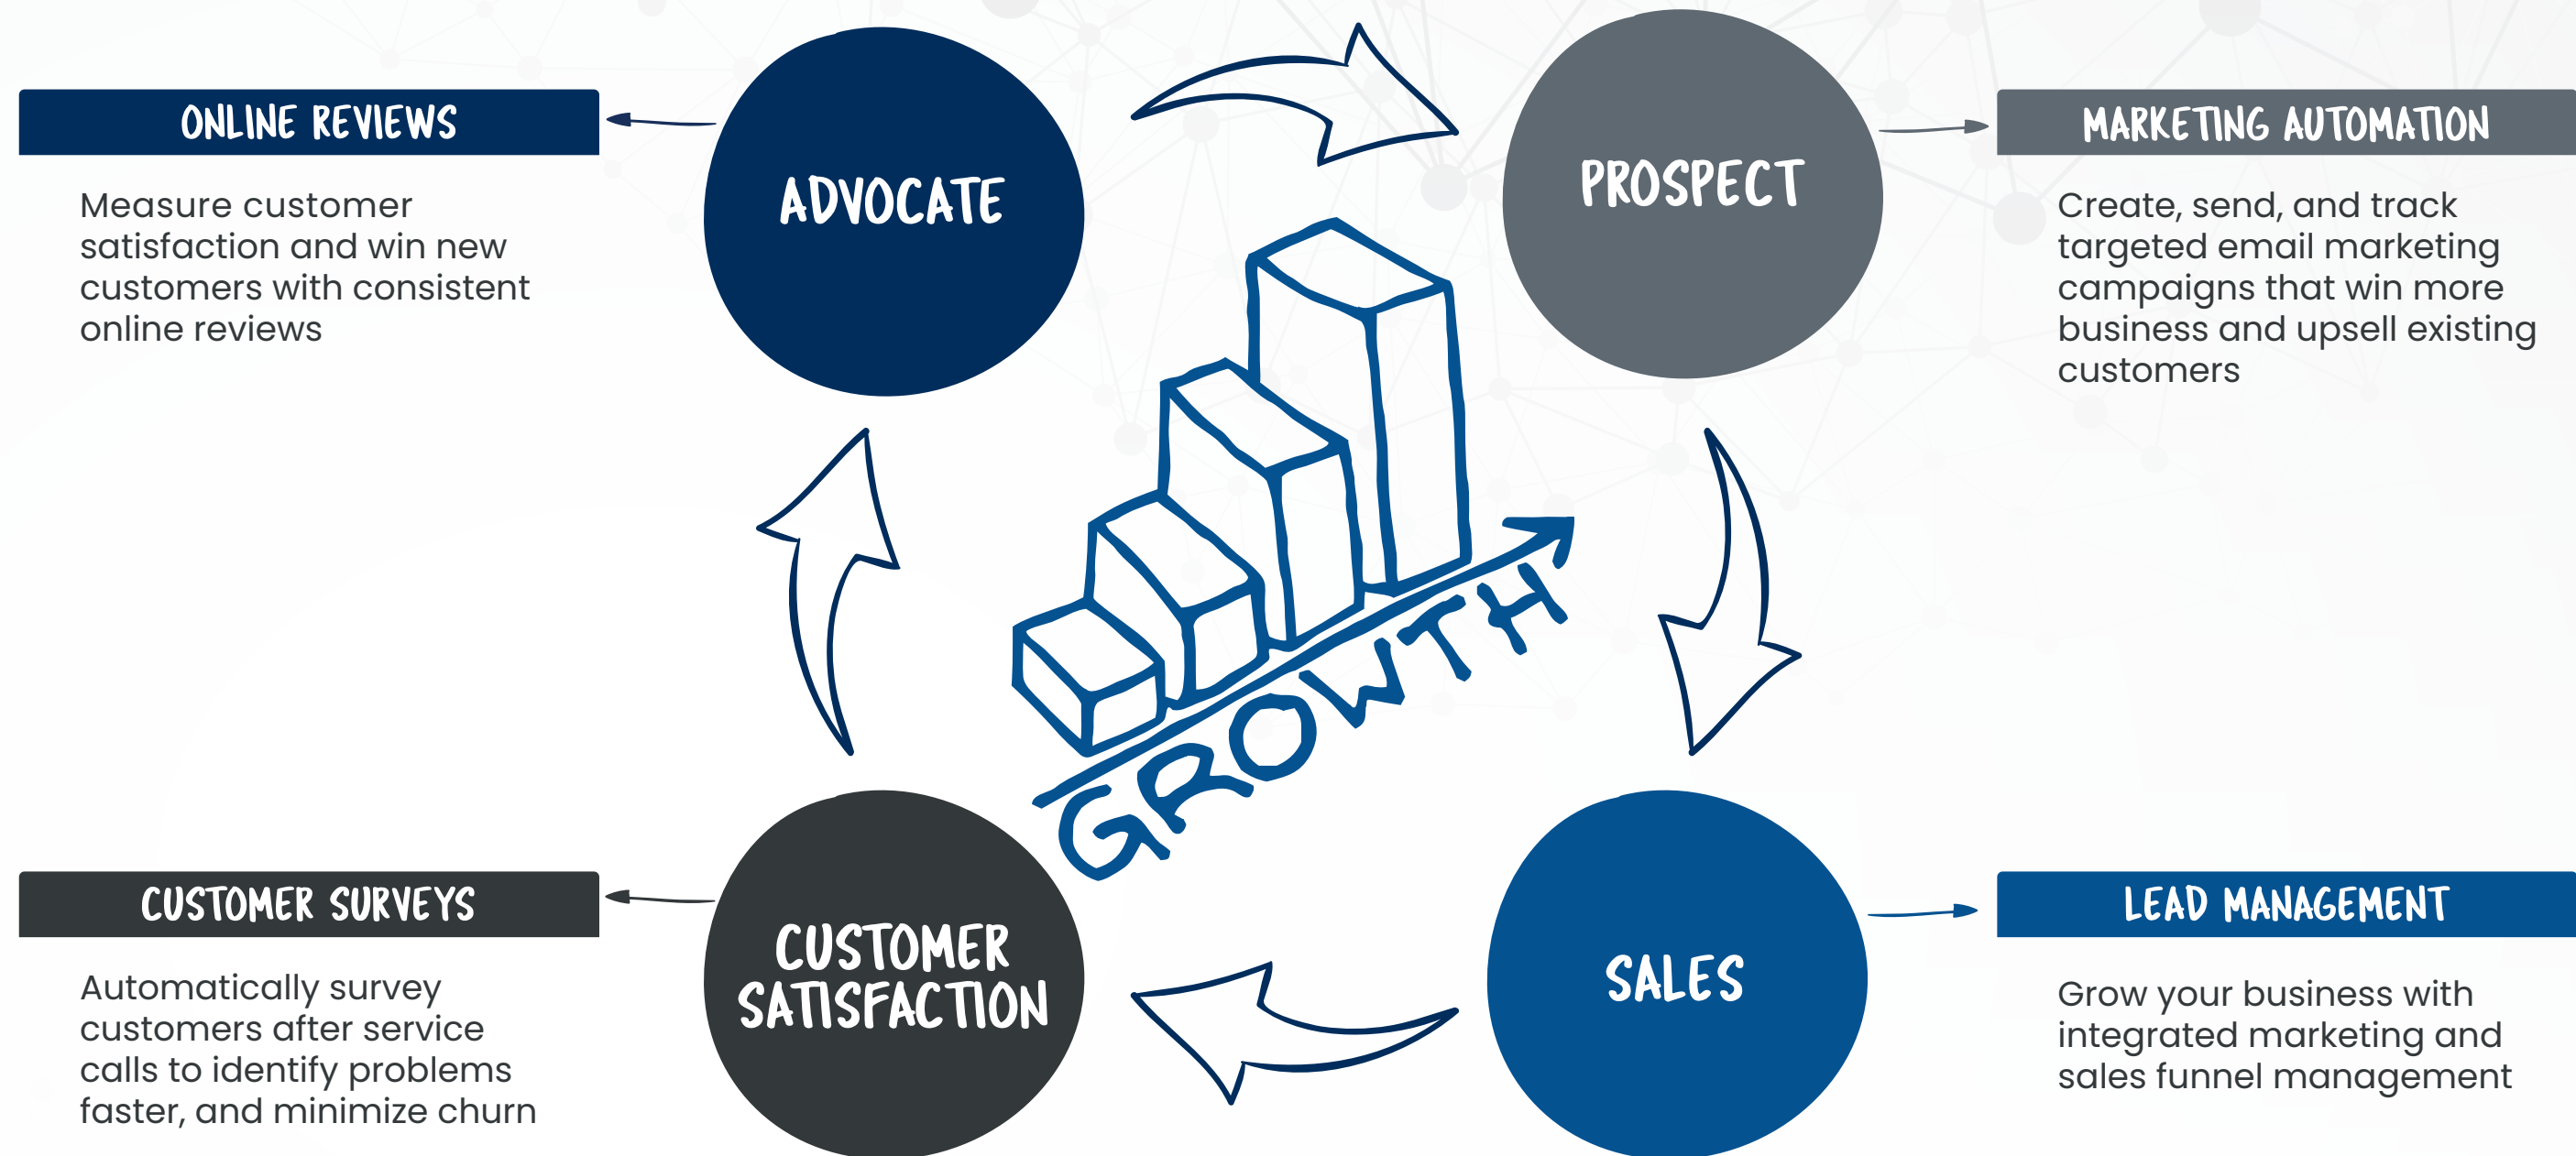 ONLINE REVIEWS
Measure customer
satisfaction and win new
customers with consistent
online reviews
ADVOCATE
PROSPECT
MARKETING AUTOMATION
Create, send, and track
targeted email marketing
campaigns that win more
business and upsell existing
customers
GROWTH
CUSTOMER SURVEYS
Automatically survey
customers after service
calls to identify problems
faster, and minimize churn
CUSTOMER
SATISFACTION
SALES
LEAD MANAGEMENT
Grow your business with
integrated marketing and
sales funnel management